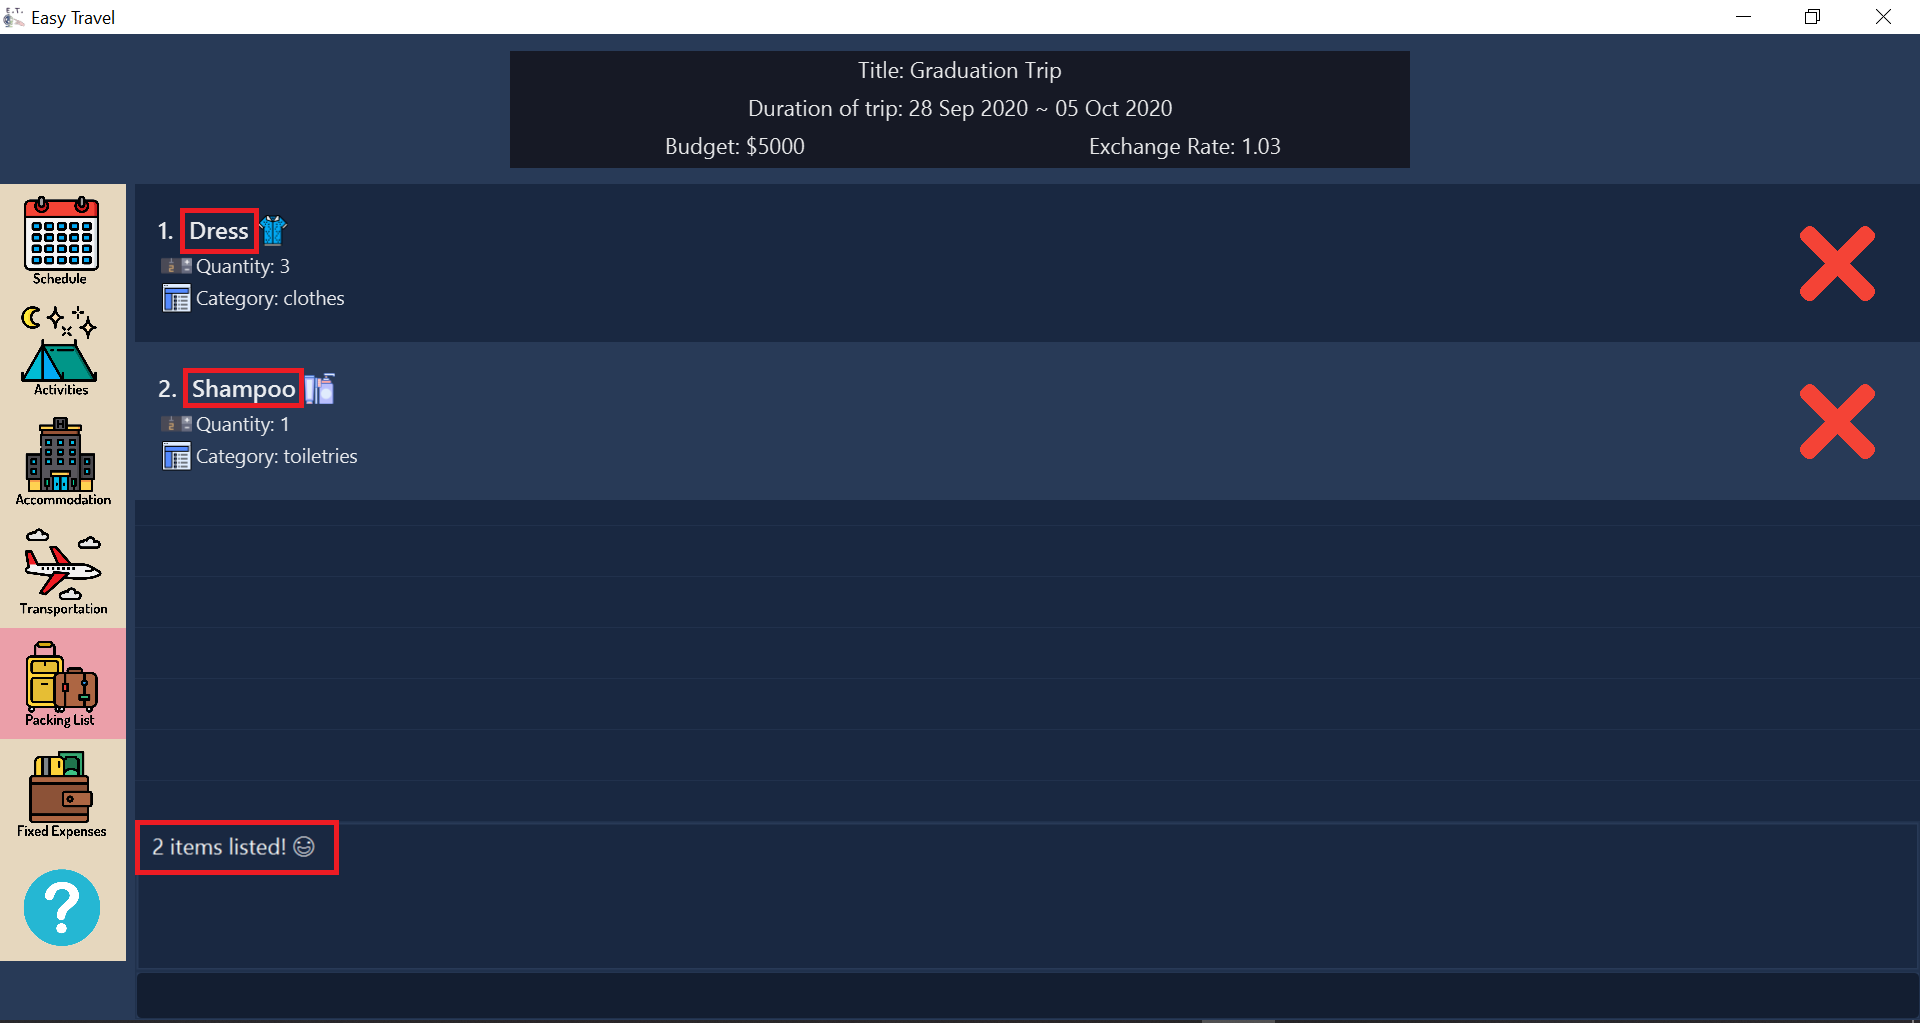 Easy Travel
Title: Graduation Trip
Duration of trip: 28 Sep 2020 ~ 05 Oct 2020
Budget: $5000
Exchange Rate: 1.03
Schedule
Activities
Accommodation
Transportation
Packing List
Fixed Expenses
?
1. Dress
Quantity: 3
Category: clothes
2. Shampoo
Quantity: 1
Category: toiletries
2 items listed! 😆